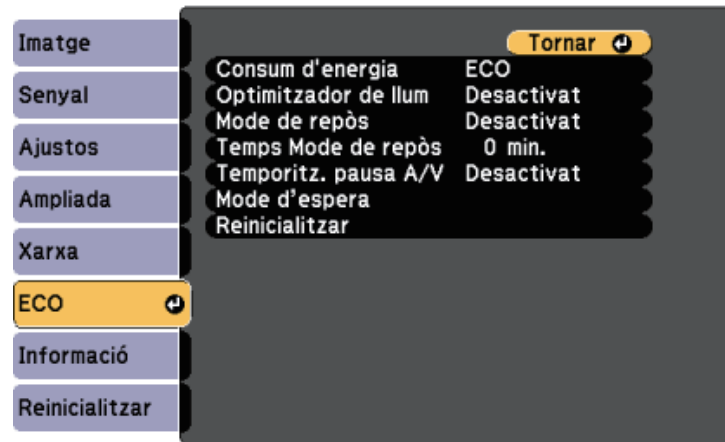 Imatge
Senyal
Ajustos
Ampliada
Xarxa
ECO
Informació
Reinicialitzar
Tornar
Consum d'energia ECO
Optimitzador de llum Desactivat
Mode de repòs Desactivat
Temps Mode de repòs 0 min.
Temporitz. pausa A/V Desactivat
Mode d'espera
Reinicialitzar